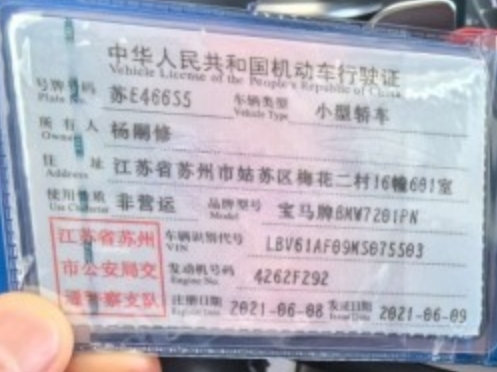 中华人民共和国机动车行驶证
Vehicle License of the People's Republic of China
号牌号码 Plate No. 苏E466S5 车辆类型 Vehicle Type 小型轿车
所有人 Owner 杨嗣修
住址 Address 江苏省苏州市姑苏区梅花二村16幢601室
使用性质 Use Character 非营运 品牌型号 Model 宝马牌BMW7201PN
江苏省苏州 车辆识别代号 VIN LBV61AF09MS075503
市公安局交 发动机号码 Engine No. 4262F292
通警察支队 注册日期 Register Date 2021-06-08 发证日期 Issue Date 2021-06-09